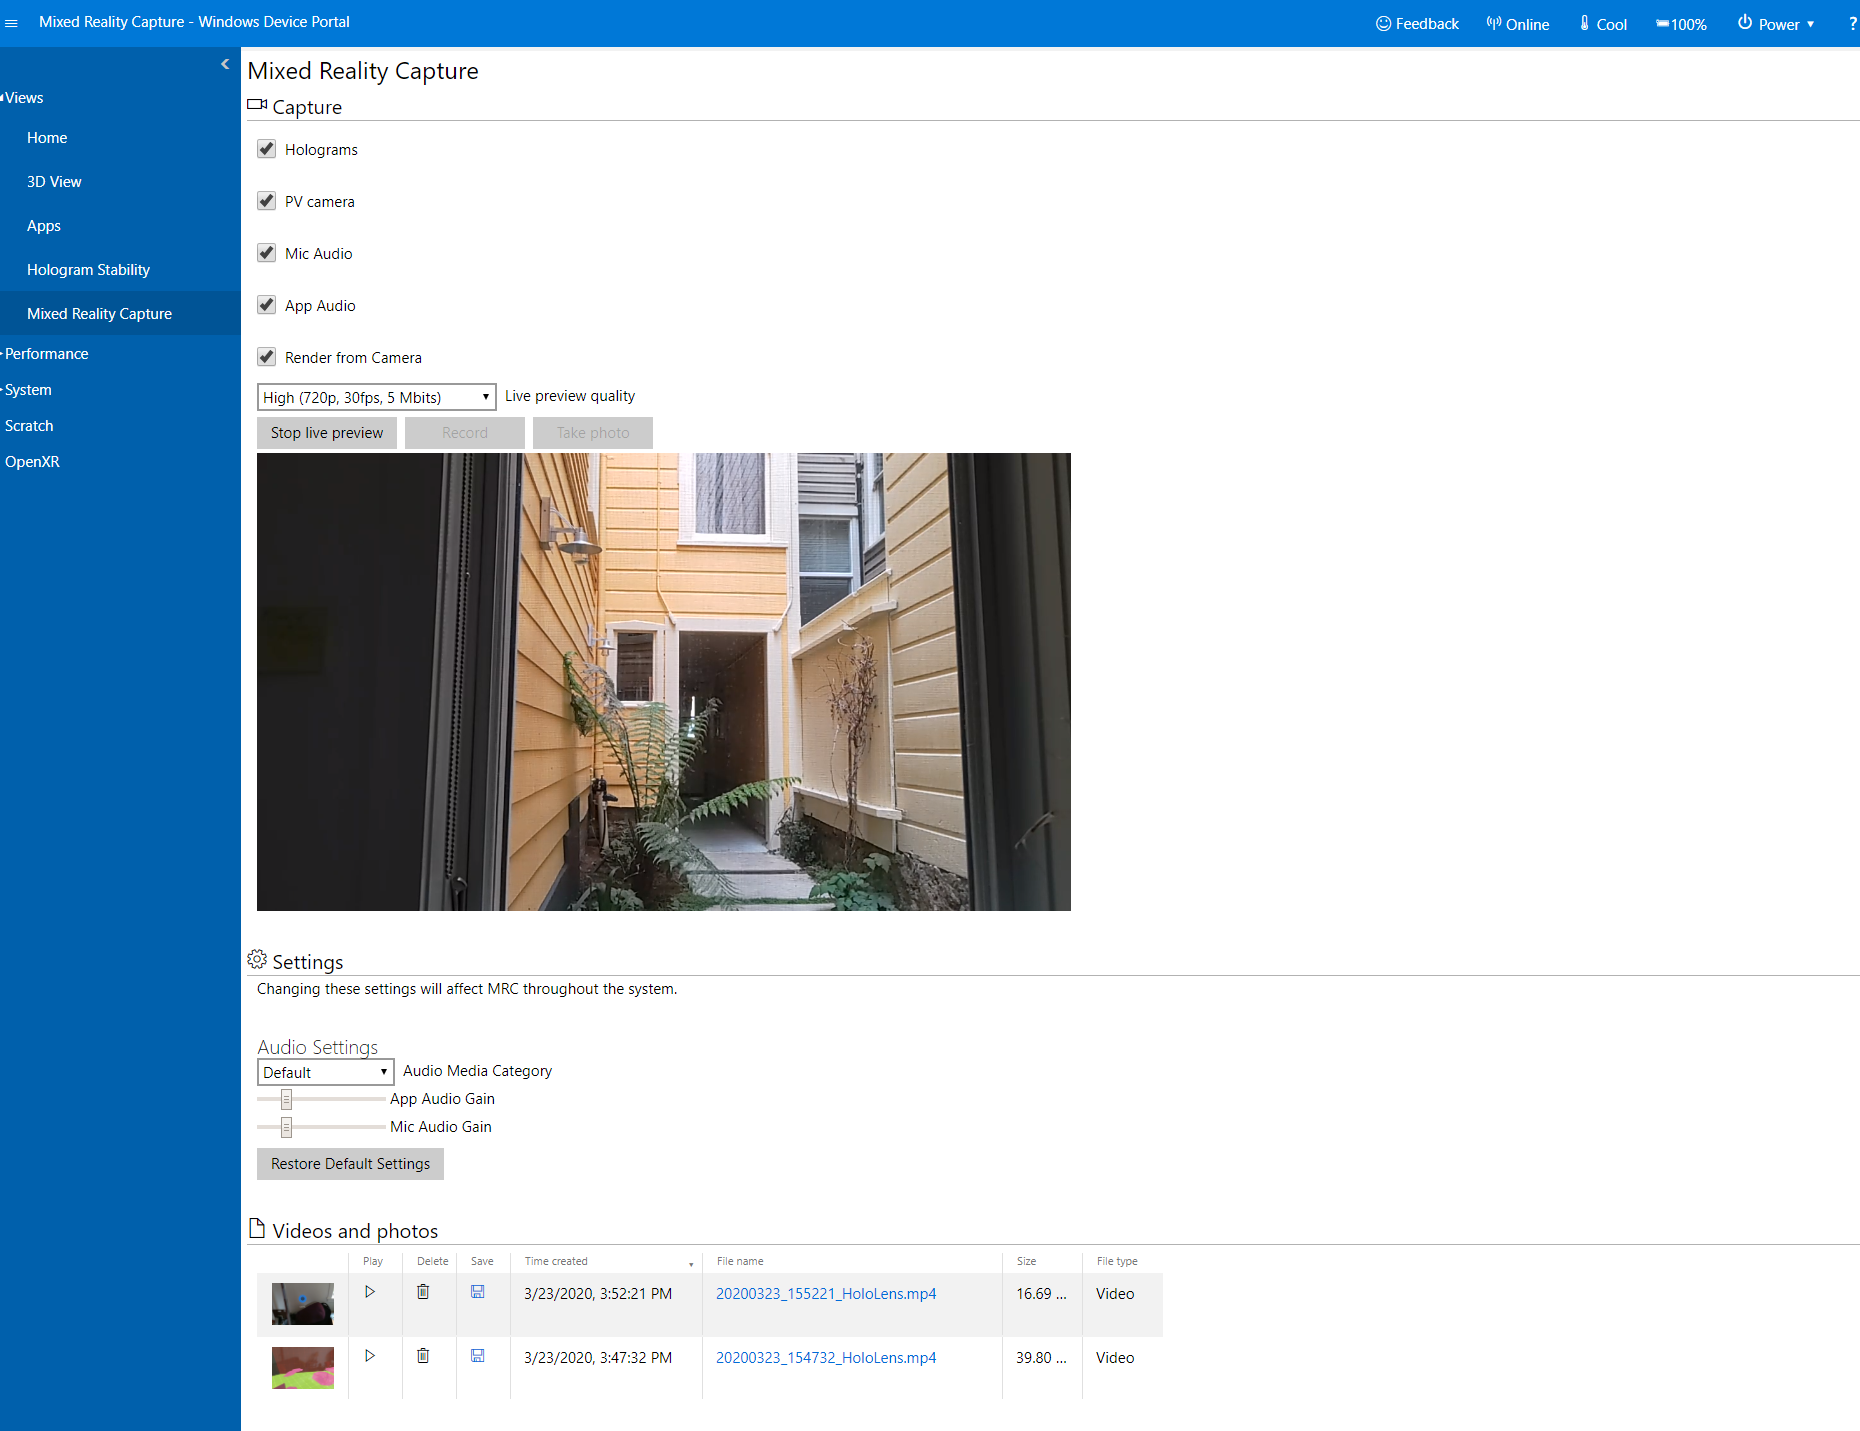 Mixed Reality Capture - Windows Device Portal
Feedback
Online
Cool
100%
Power
?
Views
Home
3D View
Apps
Hologram Stability
Mixed Reality Capture
Performance
System
Scratch
OpenXR
Mixed Reality Capture
Capture
Holograms
PV camera
Mic Audio
App Audio
Render from Camera
High (720p, 30fps, 5 Mbits) Live preview quality
Stop live preview Record Take photo
Settings
Changing these settings will affect MRC throughout the system.
Audio Settings
Default Audio Media Category
App Audio Gain
Mic Audio Gain
Restore Default Settings
Videos and photos
Play Delete Save Time created File name Size File type
3/23/2020, 3:52:21 PM 20200323_155221_HoloLens.mp4 16.69 ... Video
3/23/2020, 3:47:32 PM 20200323_154732_HoloLens.mp4 39.80 ... Video